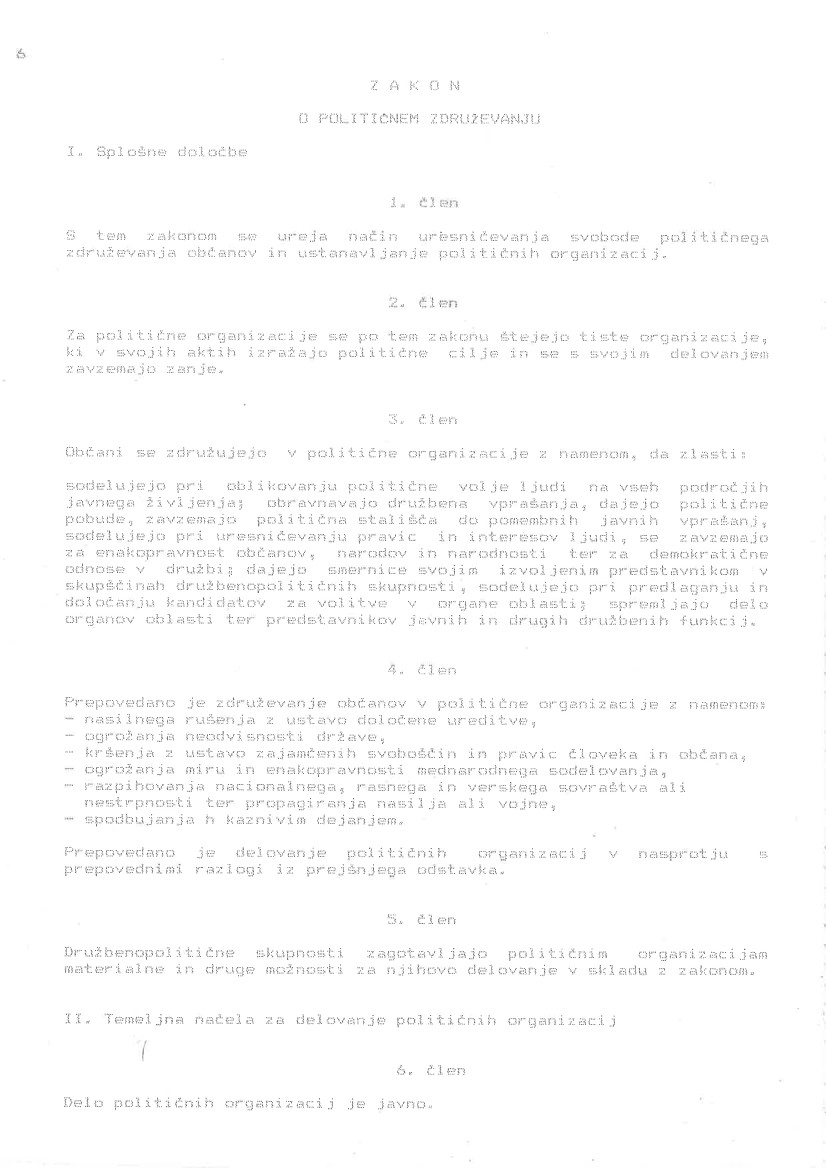 6
Z A K O N
O POLITIČNEM ZDRUŽEVANJU
I. Splošne določbe
1. člen
S tem zakonom se ureja način uresničevanja svobode političnega
združevanja občanov in ustanavljanje političnih organizacij.
2. člen
Za politične organizacije se po tem zakonu štejejo tiste organizacije,
ki v svojih aktih izražajo politične cilje in se s svojim delovanjem
zavzemajo zanje.
3. člen
Občani se združujejo v politične organizacije z namenom, da zlasti:
sodelujejo pri oblikovanju politične volje ljudi na vseh področjih
javnega življenja; obravnavajo družbena vprašanja, dajejo politične
pobude, zavzemajo politična stališča do pomembnih javnih vprašanj,
sodelujejo pri uresničevanju pravic in interesov ljudi, se zavzemajo
za enakopravnost občanov, narodov in narodnosti ter za demokratične
odnose v družbi; dajejo smernice svojim izvoljenim predstavnikom v
skupščinah družbenopolitičnih skupnosti, sodelujejo pri predlaganju in
določanju kandidatov za volitve v organe oblasti; spremljajo delo
organov oblasti ter predstavnikov javnih in drugih družbenih funkcij.
4. člen
Prepovedano je združevanje občanov v politične organizacije z namenom:
- nasilnega rušenja z ustavo določene ureditve,
- ogrožanja neodvisnosti države,
- kršenja z ustavo zajamčenih svoboščin in pravic človeka in občana,
- ogrožanja miru in enakopravnosti mednarodnega sodelovanja,
- razpihovanja nacionalnega, rasnega in verskega sovraštva ali
nestrpnosti ter propagiranja nasilja ali vojne,
- spodbujanja h kaznivim dejanjem.
Prepovedano je delovanje političnih organizacij v nasprotju s
prepovednimi razlogi iz prejšnjega odstavka.
5. člen
Družbenopolitične skupnosti zagotavljajo političnim organizacijam
materialne in druge možnosti za njihovo delovanje v skladu z zakonom.
II. Temeljna načela za delovanje političnih organizacij
6. člen
Delo političnih organizacij je javno.